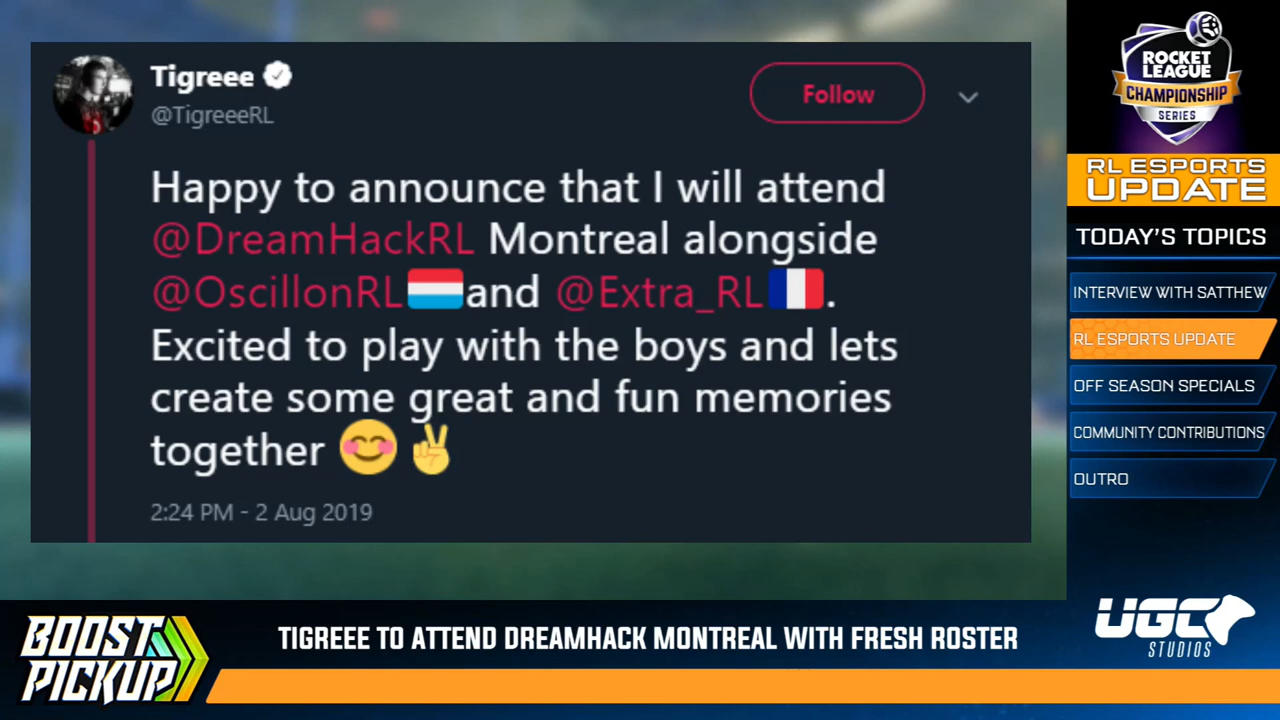 Tigreee
@TigreeeRL
Follow
Happy to announce that I will attend
@DreamHackRL Montreal alongside
@OscillonRL🇱🇺and @Extra_RL🇫🇷.
Excited to play with the boys and lets
create some great and fun memories
together 😊✌
2:24 PM - 2 Aug 2019
ROCKET
LEAGUE
CHAMPIONSHIP
SERIES
RL ESPORTS
UPDATE
TODAY'S TOPICS
INTERVIEW WITH SATTHEW
RL ESPORTS UPDATE
OFF SEASON SPECIALS
COMMUNITY CONTRIBUTIONS
OUTRO
BOOST
PICKUP
TIGREEE TO ATTEND DREAMHACK MONTREAL WITH FRESH ROSTER
UGC
STUDIOS